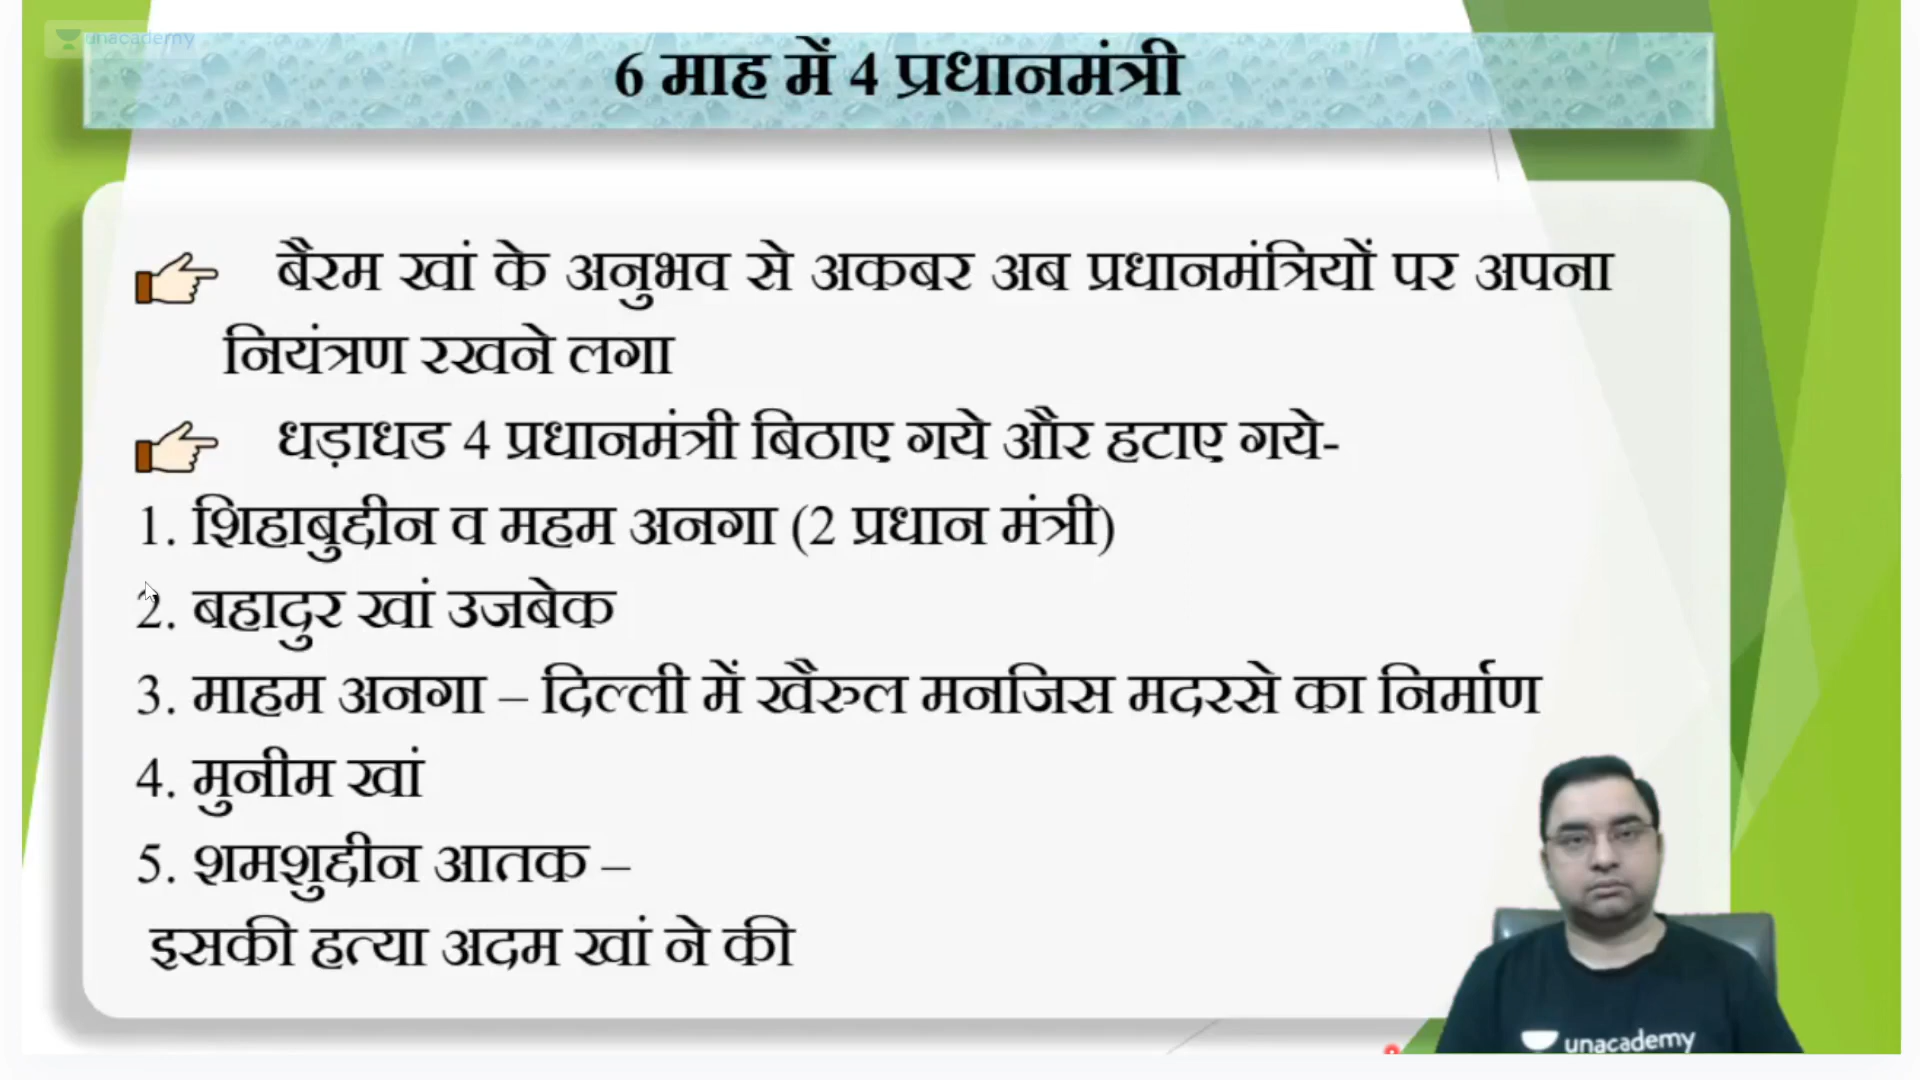 unacademy
6 माह में 4 प्रधानमंत्री
बैरम खां के अनुभव से अकबर अब प्रधानमंत्रियों पर अपना
नियंत्रण रखने लगा
धड़ाधड 4 प्रधानमंत्री बिठाए गये और हटाए गये-
1. शिहाबुद्दीन व महम अनगा (2 प्रधान मंत्री)
2. बहादुर खां उजबेक
3. माहम अनगा – दिल्ली में खैरुल मनजिस मदरसे का निर्माण
4. मुनीम खां
5. शमशुद्दीन आतक –
इसकी हत्या अदम खां ने की
unacademy